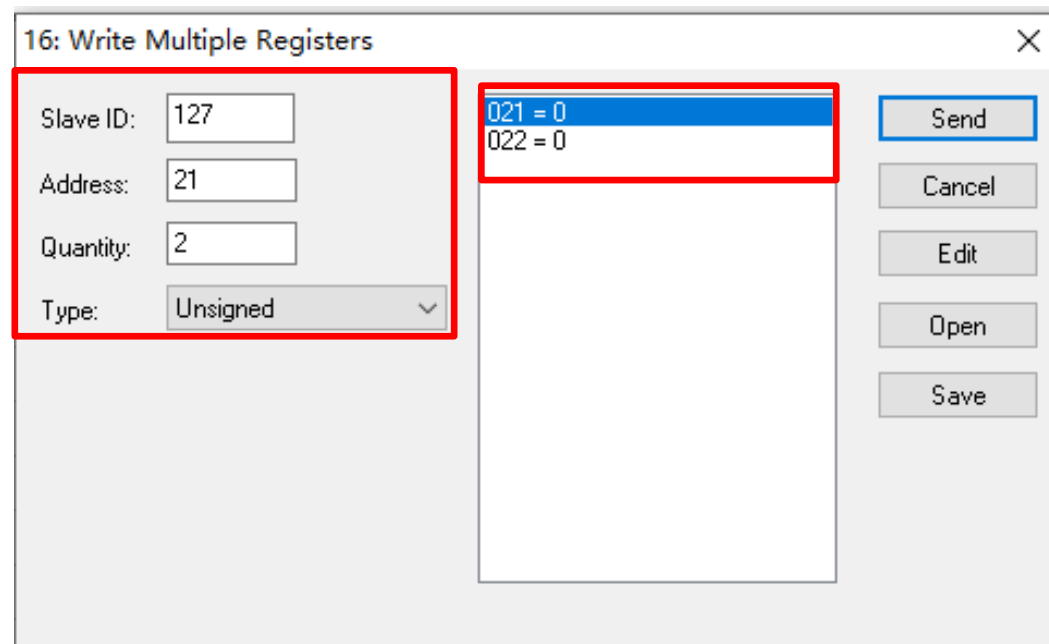 16: Write Multiple Registers
Slave ID: 127
Address: 21
Quantity: 2
Type: Unsigned
021 = 0
022 = 0
Send
Cancel
Edit
Open
Save